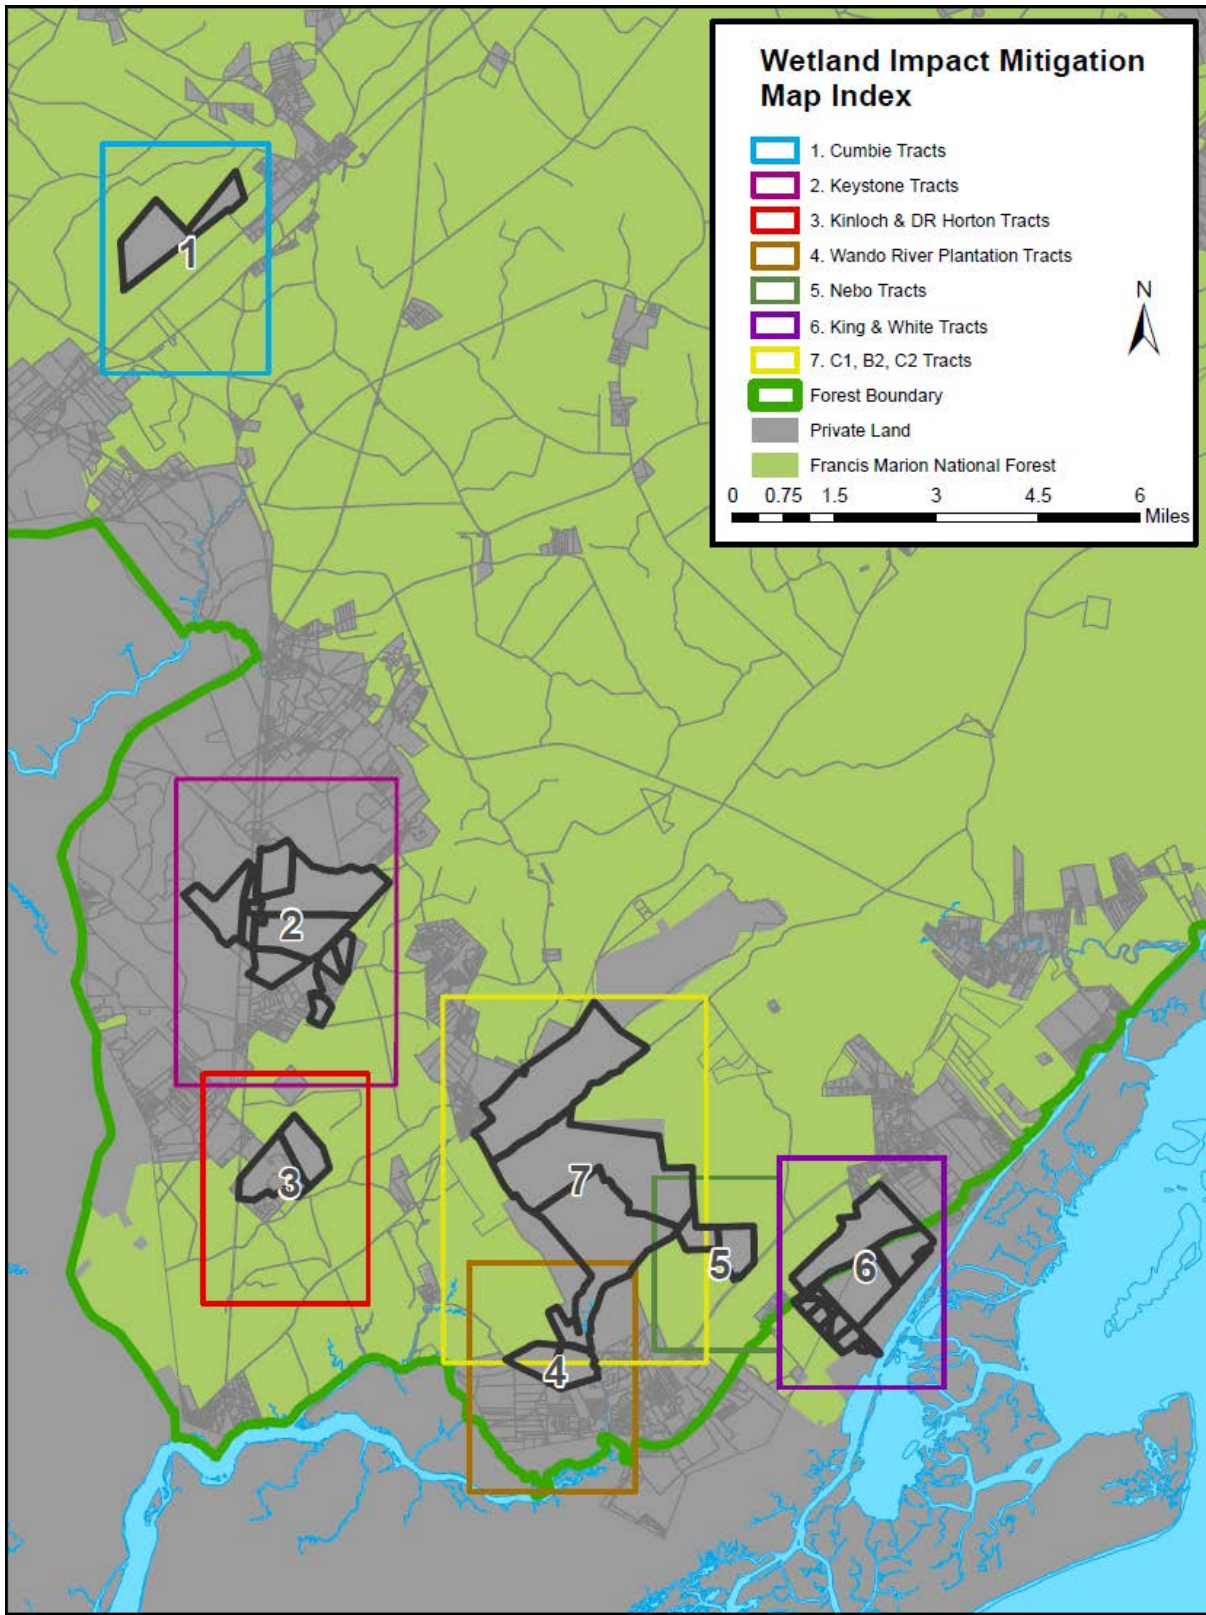 Wetland Impact Mitigation
Map Index
1. Cumbie Tracts
2. Keystone Tracts
3. Kinloch & DR Horton Tracts
4. Wando River Plantation Tracts
5. Nebo Tracts
6. King & White Tracts
7. C1, B2, C2 Tracts
Forest Boundary
Private Land
Francis Marion National Forest
N
0 0.75 1.5 3 4.5 6
Miles
1
2
3
7
5
6
4